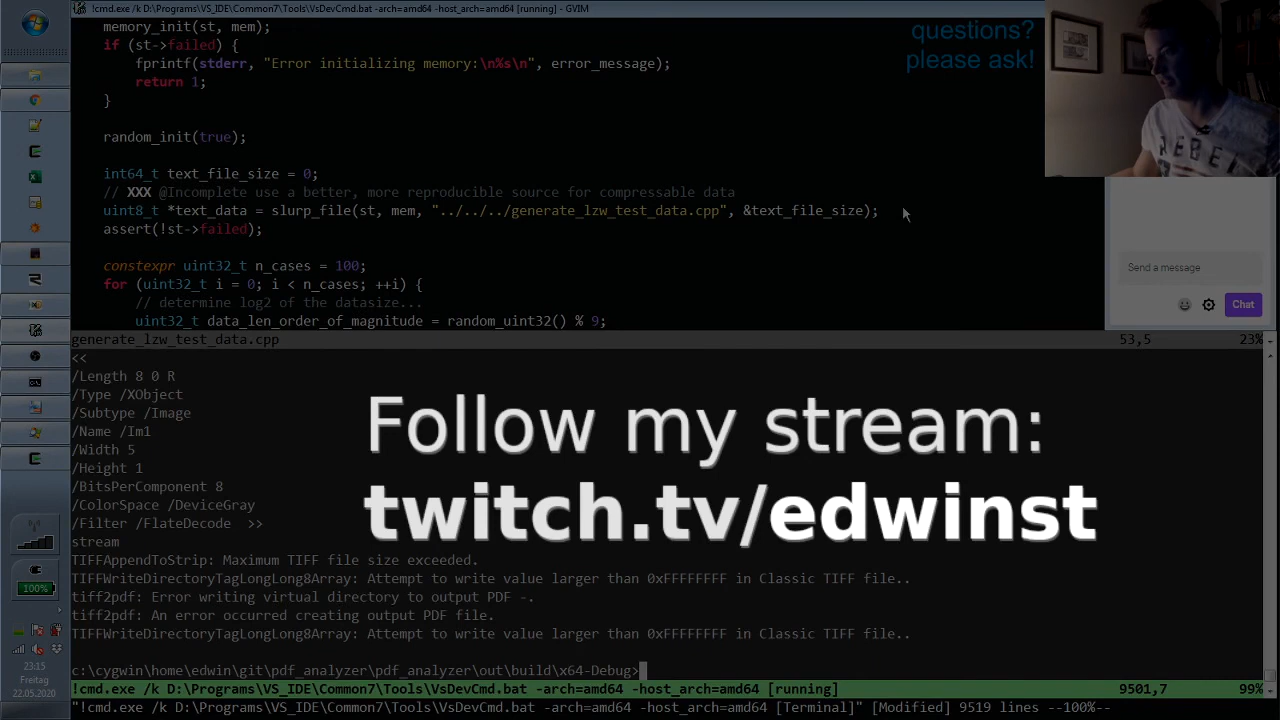 !cmd.exe /k D:\Programs\VS_IDE\Common7\Tools\VsDevCmd.bat -arch=amd64 -host_arch=amd64 [running] - GVIM
memory_init(st, mem);
if (st->failed) {
fprintf(stderr, "Error initializing memory:\n%s\n", error_message);
return 1;
}
random_init(true);
int64_t text_file_size = 0;
// XXX @Incomplete use a better, more reproducible source for compressable data
uint8_t *text_data = slurp_file(st, mem, "../../../generate_lzw_test_data.cpp", &text_file_size);
assert(!st->failed);
constexpr uint32_t n_cases = 100;
for (uint32_t i = 0; i < n_cases; ++i) {
// determine log2 of the datasize...
uint32_t data_len_order_of_magnitude = random_uint32() % 9;
questions?
please ask!
REBEL
Send a message
Chat
generate_lzw_test_data.cpp 53,5 23%
<<
/Length 8 0 R
/Type /XObject
/Subtype /Image
/Name /Im1
/Width 5
/Height 1
/BitsPerComponent 8
/ColorSpace /DeviceGray
/Filter /FlateDecode >>
stream
TIFFAppendToStrip: Maximum TIFF file size exceeded.
TIFFWriteDirectoryTagLongLong8Array: Attempt to write value larger than 0xFFFFFFFF in Classic TIFF file..
tiff2pdf: Error writing virtual directory to output PDF -.
tiff2pdf: An error occurred creating output PDF file.
TIFFWriteDirectoryTagLongLong8Array: Attempt to write value larger than 0xFFFFFFFF in Classic TIFF file..
c:\cygwin\home\edwin\git\pdf_analyzer\pdf_analyzer\out\build\x64-Debug>
Follow my stream:
twitch.tv/edwinst
!cmd.exe /k D:\Programs\VS_IDE\Common7\Tools\VsDevCmd.bat -arch=amd64 -host_arch=amd64 [running] 9501,7 99%
"!cmd.exe /k D:\Programs\VS_IDE\Common7\Tools\VsDevCmd.bat -arch=amd64 -host_arch=amd64 [Terminal]" [Modified] 9519 lines --100%--
100%
23:15
Freitag
22.05.2020